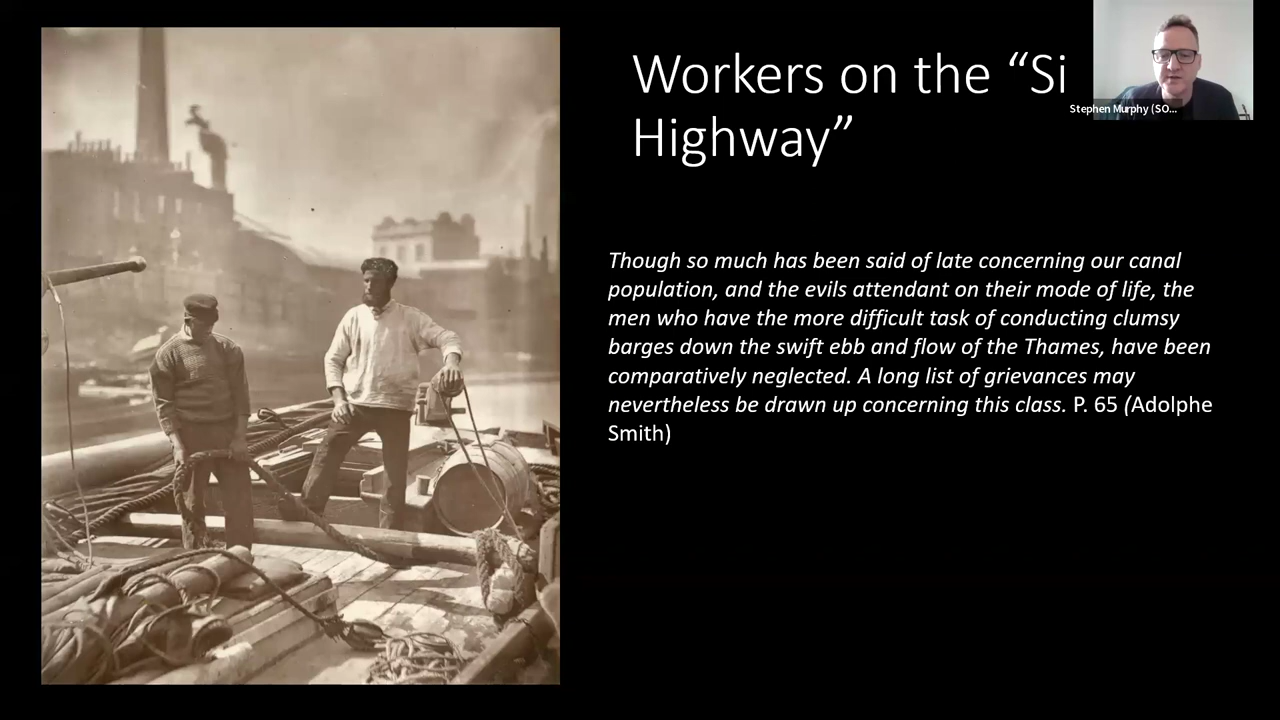 Workers on the “Si
Highway”
Stephen Murphy (SO...
Though so much has been said of late concerning our canal
population, and the evils attendant on their mode of life, the
men who have the more difficult task of conducting clumsy
barges down the swift ebb and flow of the Thames, have been
comparatively neglected. A long list of grievances may
nevertheless be drawn up concerning this class. P. 65 (Adolphe
Smith)